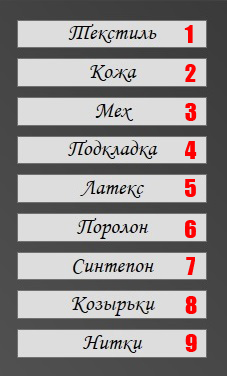 Текстиль 1
Кожа 2
Мех 3
Подкладка 4
Латекс 5
Поролон 6
Синтепон 7
Козырьки 8
Нитки 9